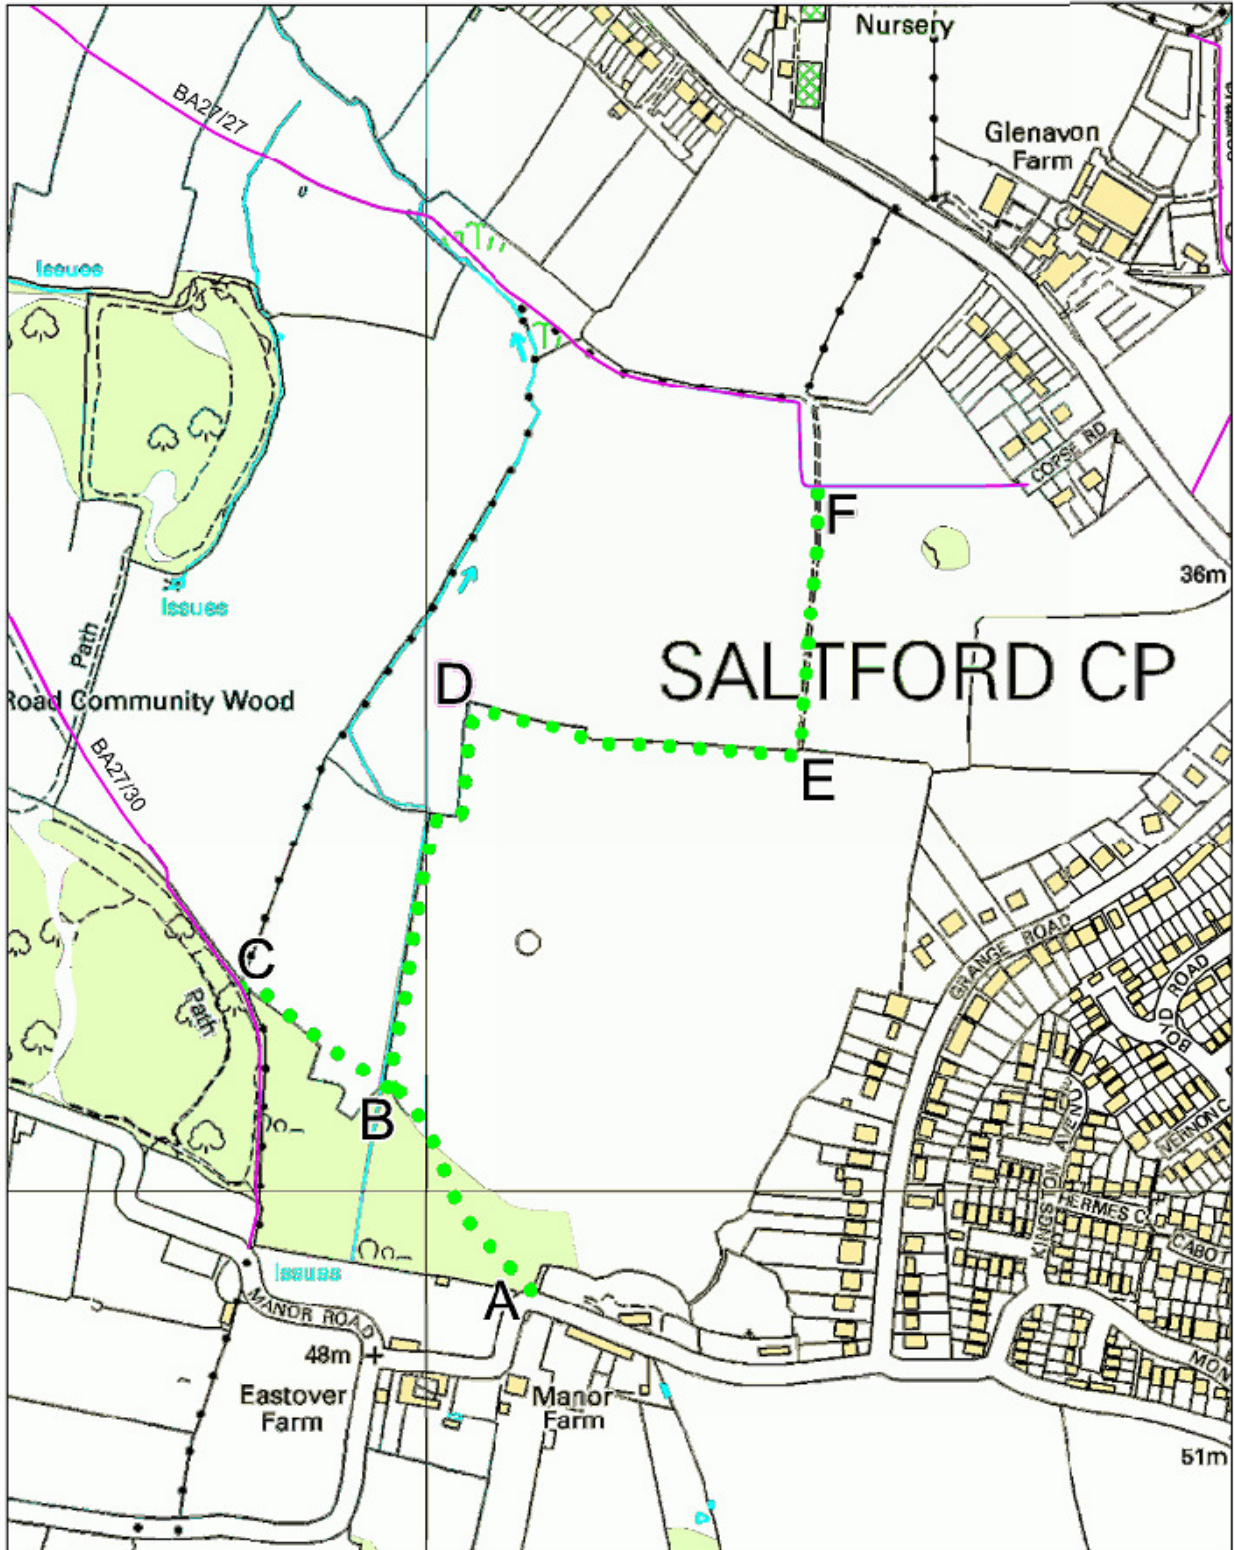 Nursery
BA27/27
Glenavon
Farm
Issues
COPSE RD
F
36m
Issues
Path
SALTFORD CP
D
Road Community Wood
BA27/30
E
C
GRANGE ROAD
BOYD ROAD
Path
B
AVENUE
VERNON C
KINGSTON
HERMES C
CABOT
Issues
A
MANOR ROAD
48m
MON
Eastover
Farm
Manor
Farm
51m